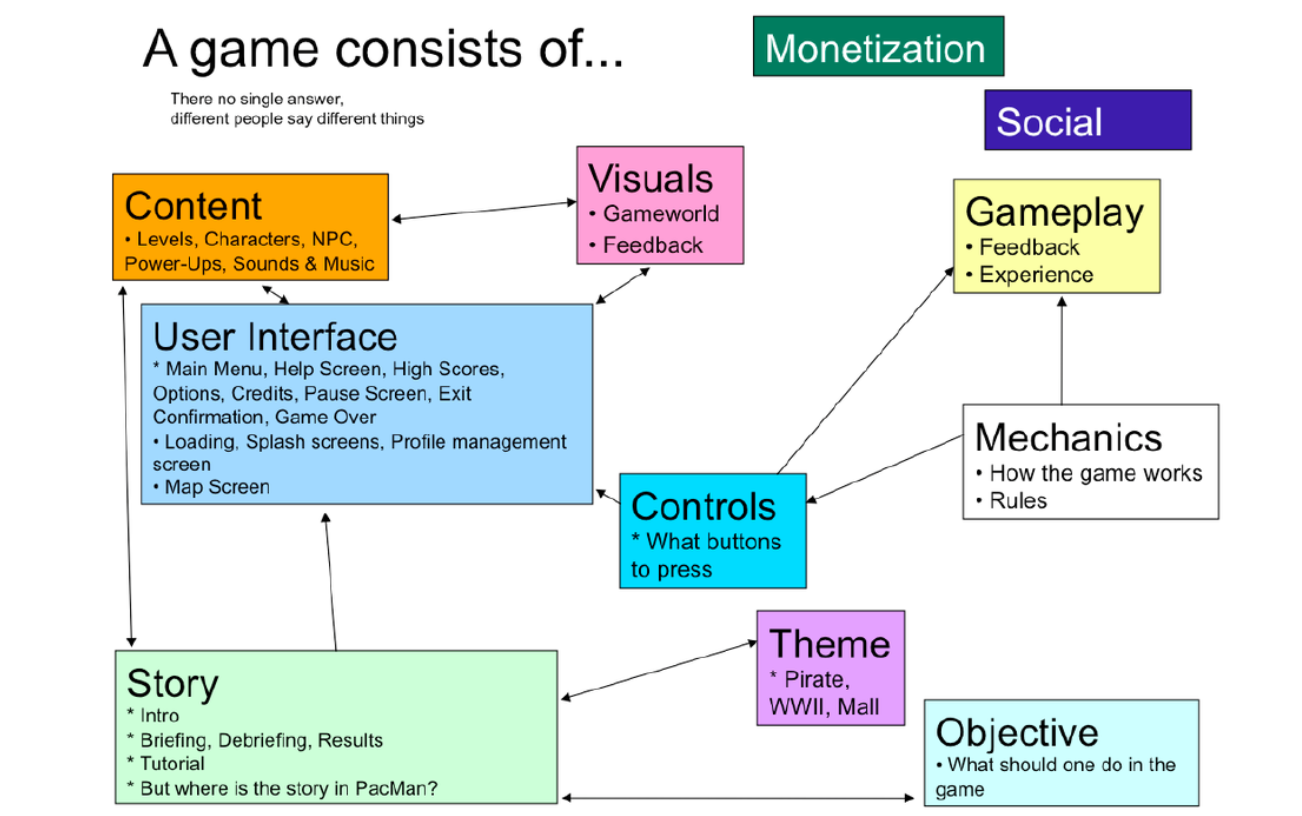 A game consists of...
There no single answer,
different people say different things
Monetization
Social
Content
• Levels, Characters, NPC,
Power-Ups, Sounds & Music
Visuals
• Gameworld
• Feedback
Gameplay
• Feedback
• Experience
User Interface
* Main Menu, Help Screen, High Scores,
Options, Credits, Pause Screen, Exit
Confirmation, Game Over
• Loading, Splash screens, Profile management
screen
• Map Screen
Controls
* What buttons
to press
Mechanics
• How the game works
• Rules
Story
* Intro
* Briefing, Debriefing, Results
* Tutorial
* But where is the story in PacMan?
Theme
* Pirate,
WWII, Mall
Objective
• What should one do in the
game